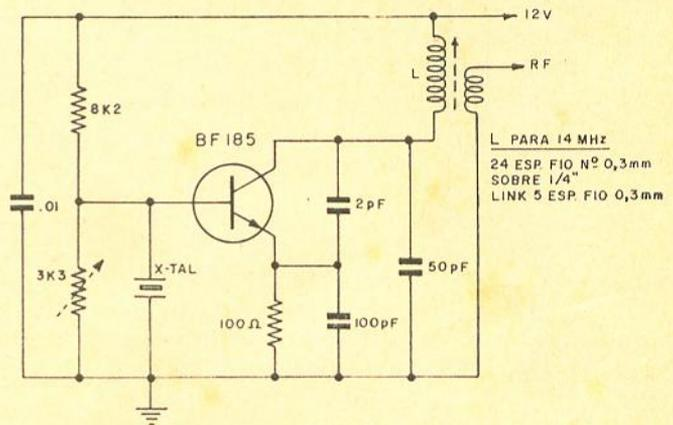 12V
RF
L
8K2
BF185
L PARA 14 MHz
24 ESP. FIO Nº 0,3mm
SOBRE 1/4"
LINK 5 ESP. FIO 0,3mm
.01
2pF
3K3
X-TAL
50pF
100Ω
100pF